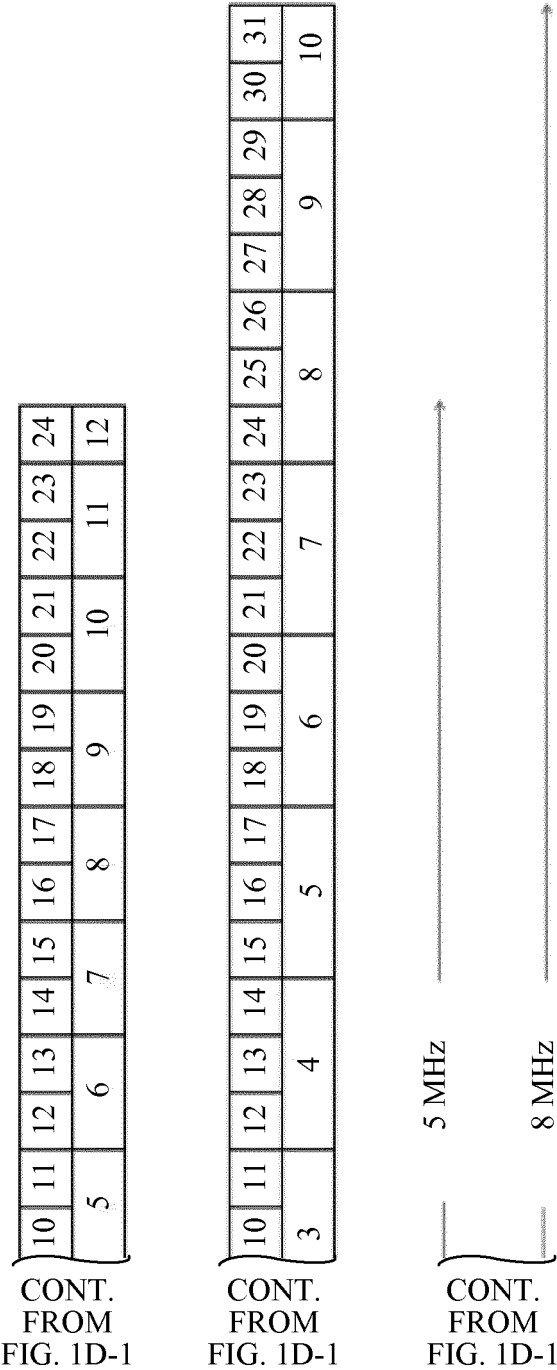 10 11 12 13 14 15 16 17 18 19 20 21 22 23 24
5 6 7 8 9 10 11 12
CONT.
FROM
FIG. 1D-1
10 11 12 13 14 15 16 17 18 19 20 21 22 23 24 25 26 27 28 29 30 31
3 4 5 6 7 8 9 10
CONT.
FROM
FIG. 1D-1
5 MHz
8 MHz
CONT.
FROM
FIG. 1D-1